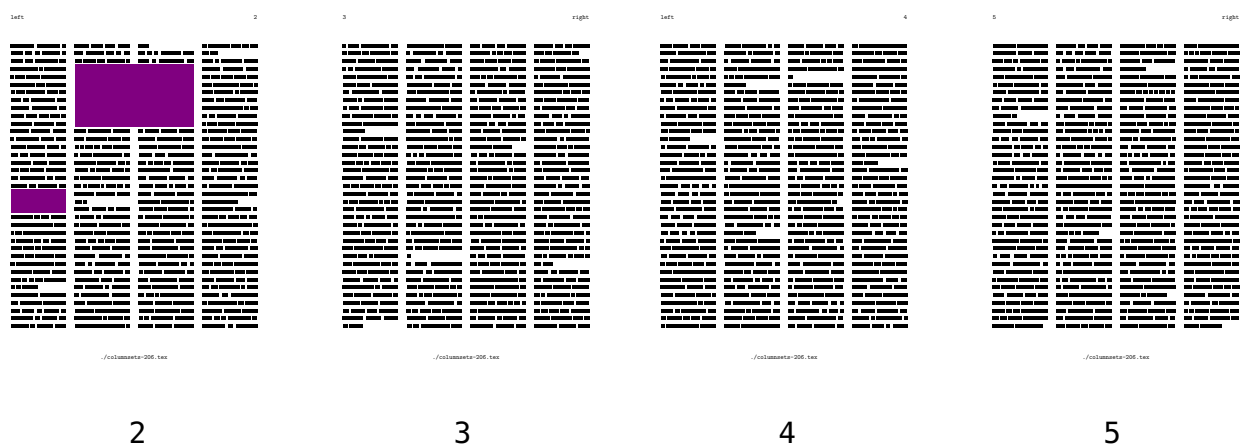 left 2 3 right left 4 5 right
./columnsets-206.tex ./columnsets-206.tex ./columnsets-206.tex ./columnsets-206.tex
2 3 4 5